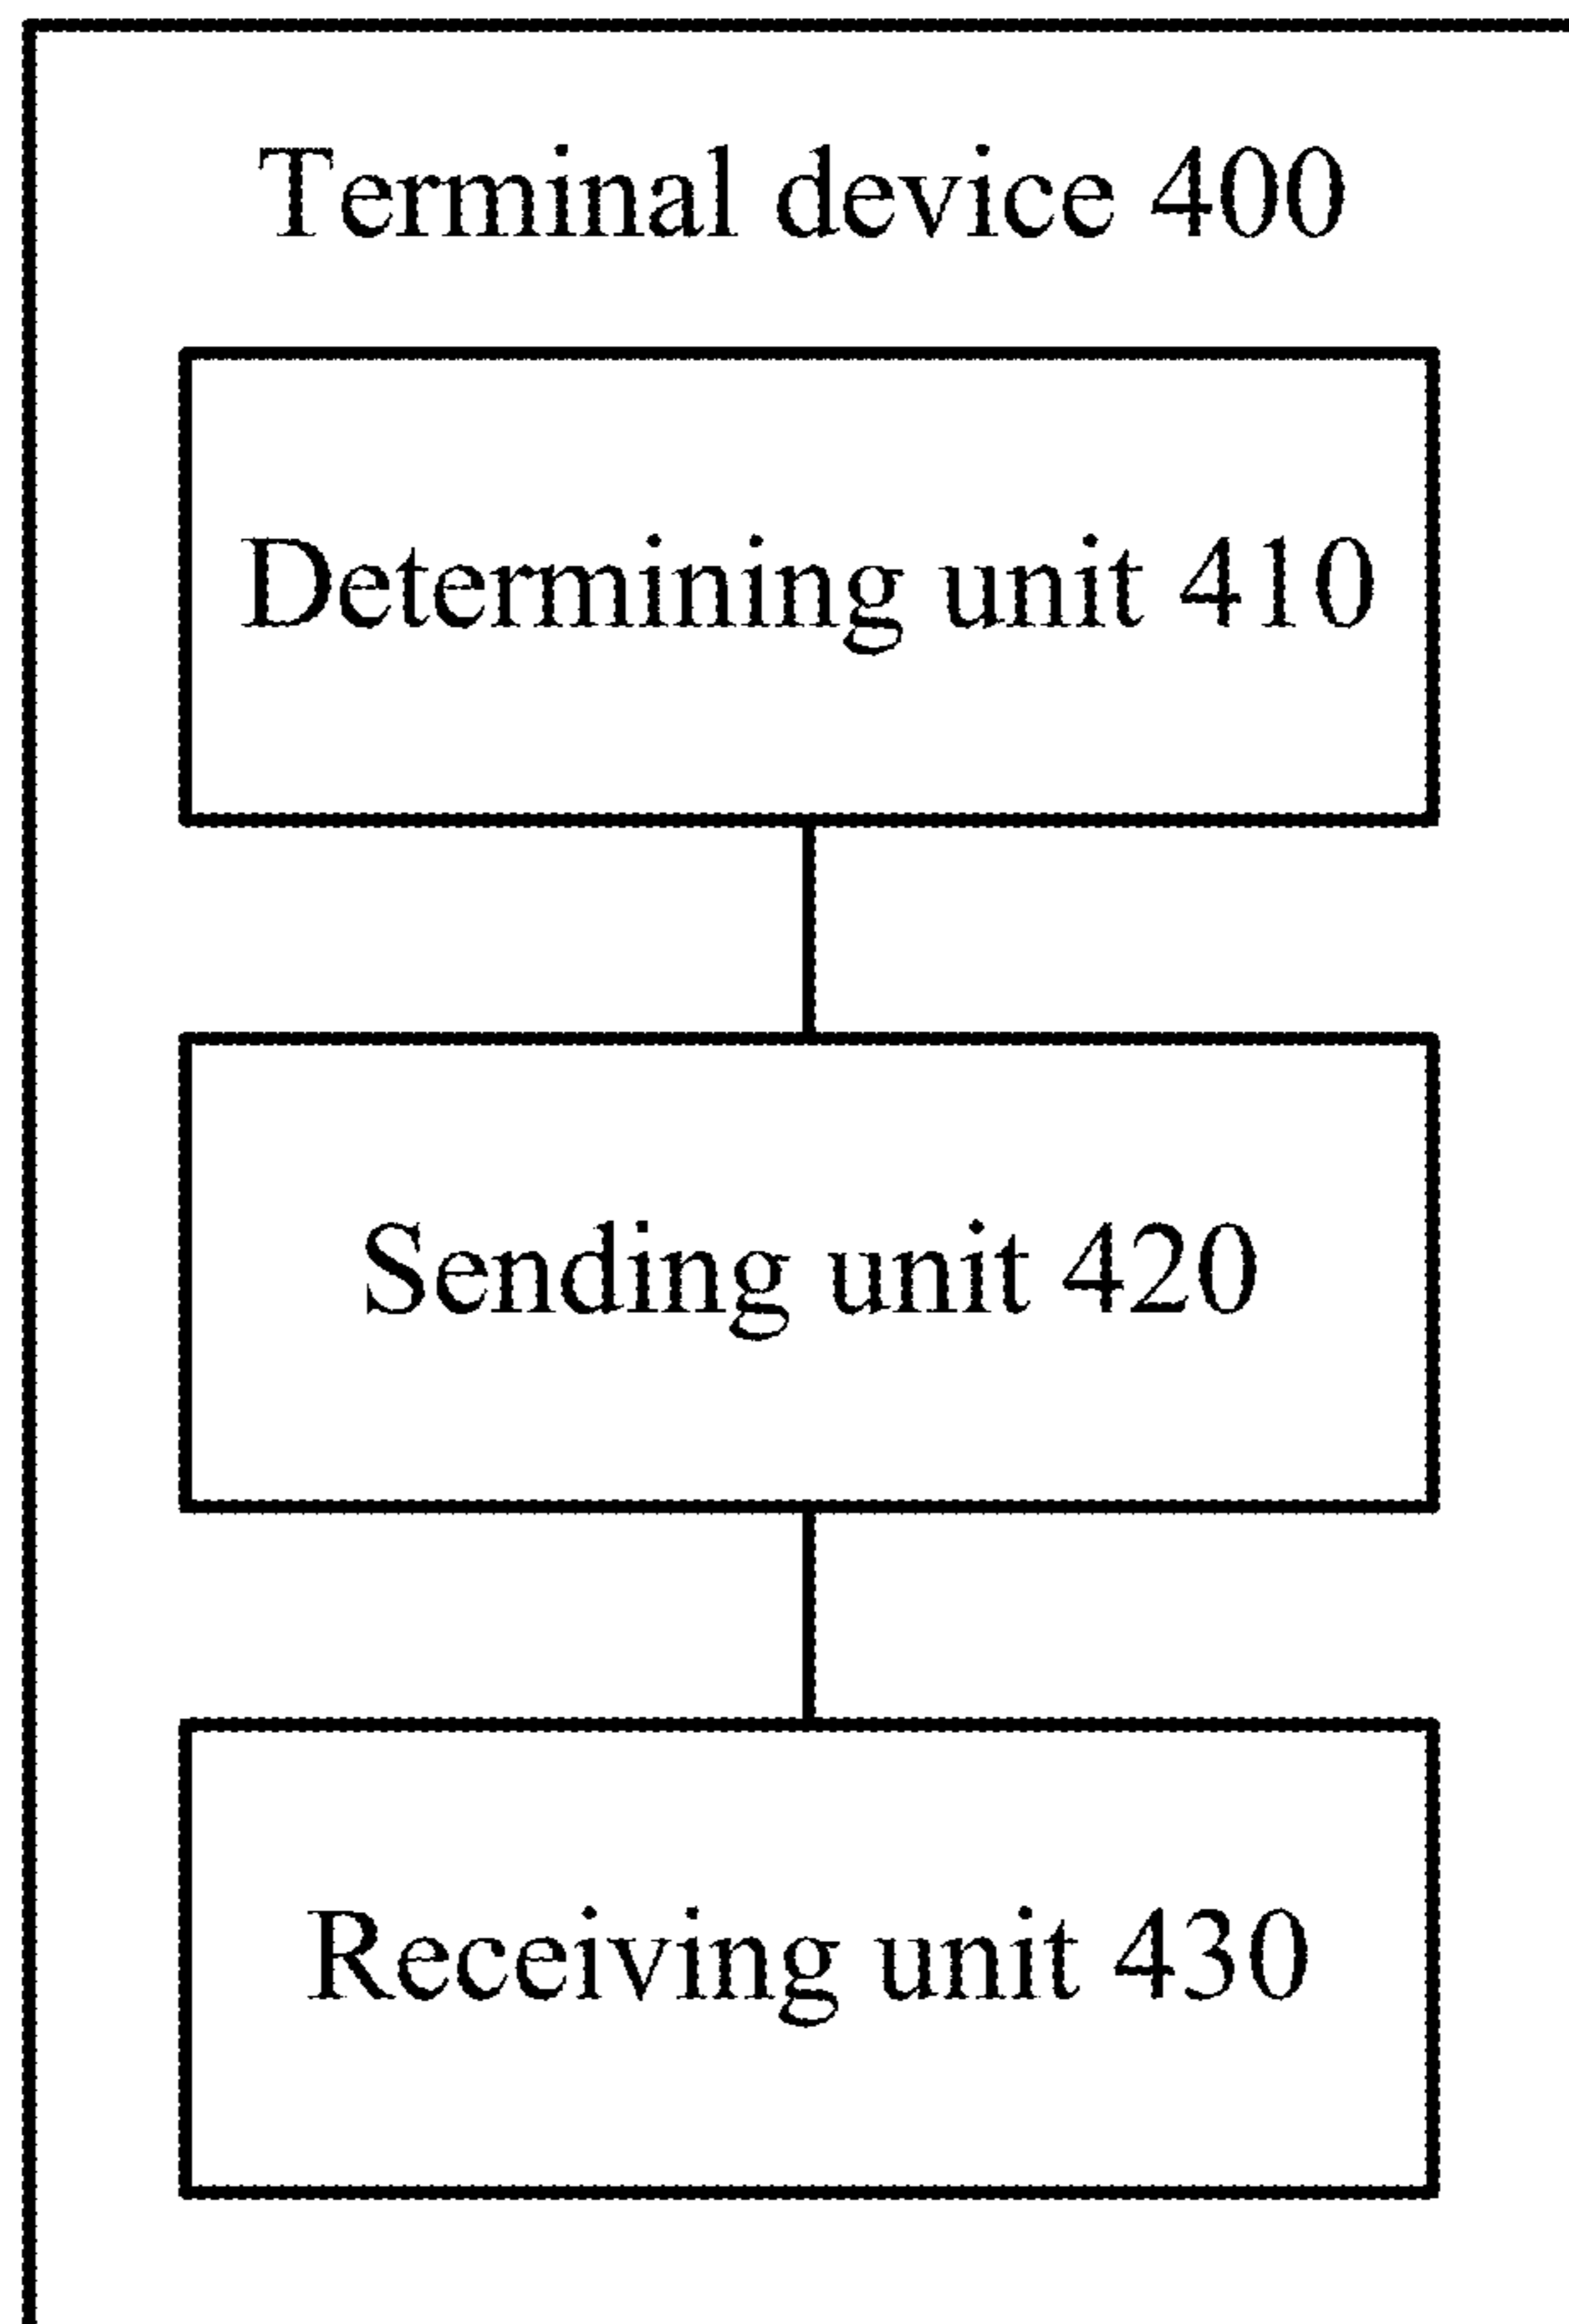 Terminal device 400
Determining unit 410
Sending unit 420
Receiving unit 430